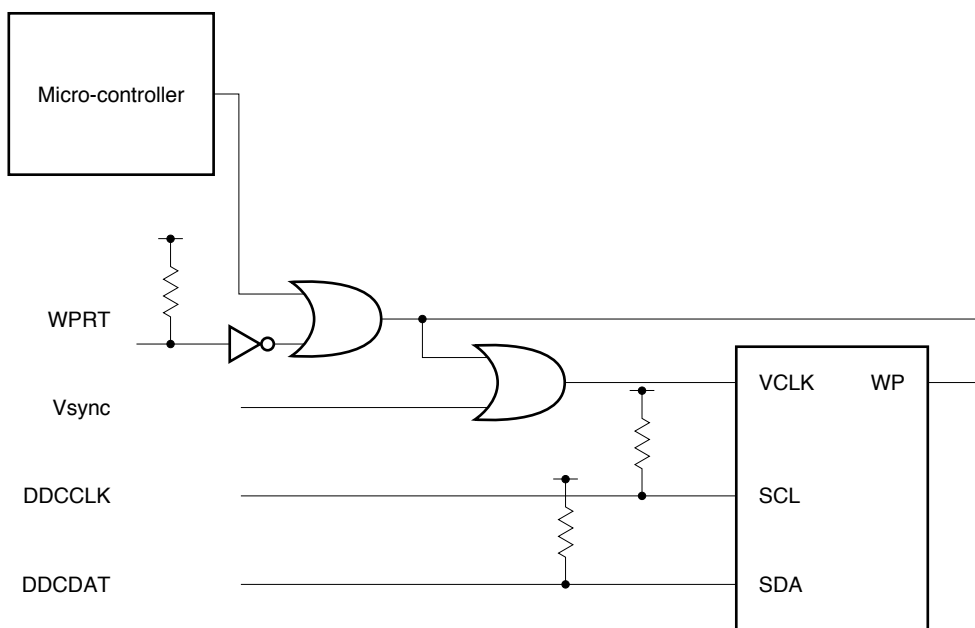 Micro-controller
WPRT
VCLK WP
Vsync
DDCCLK
SCL
DDCDAT
SDA